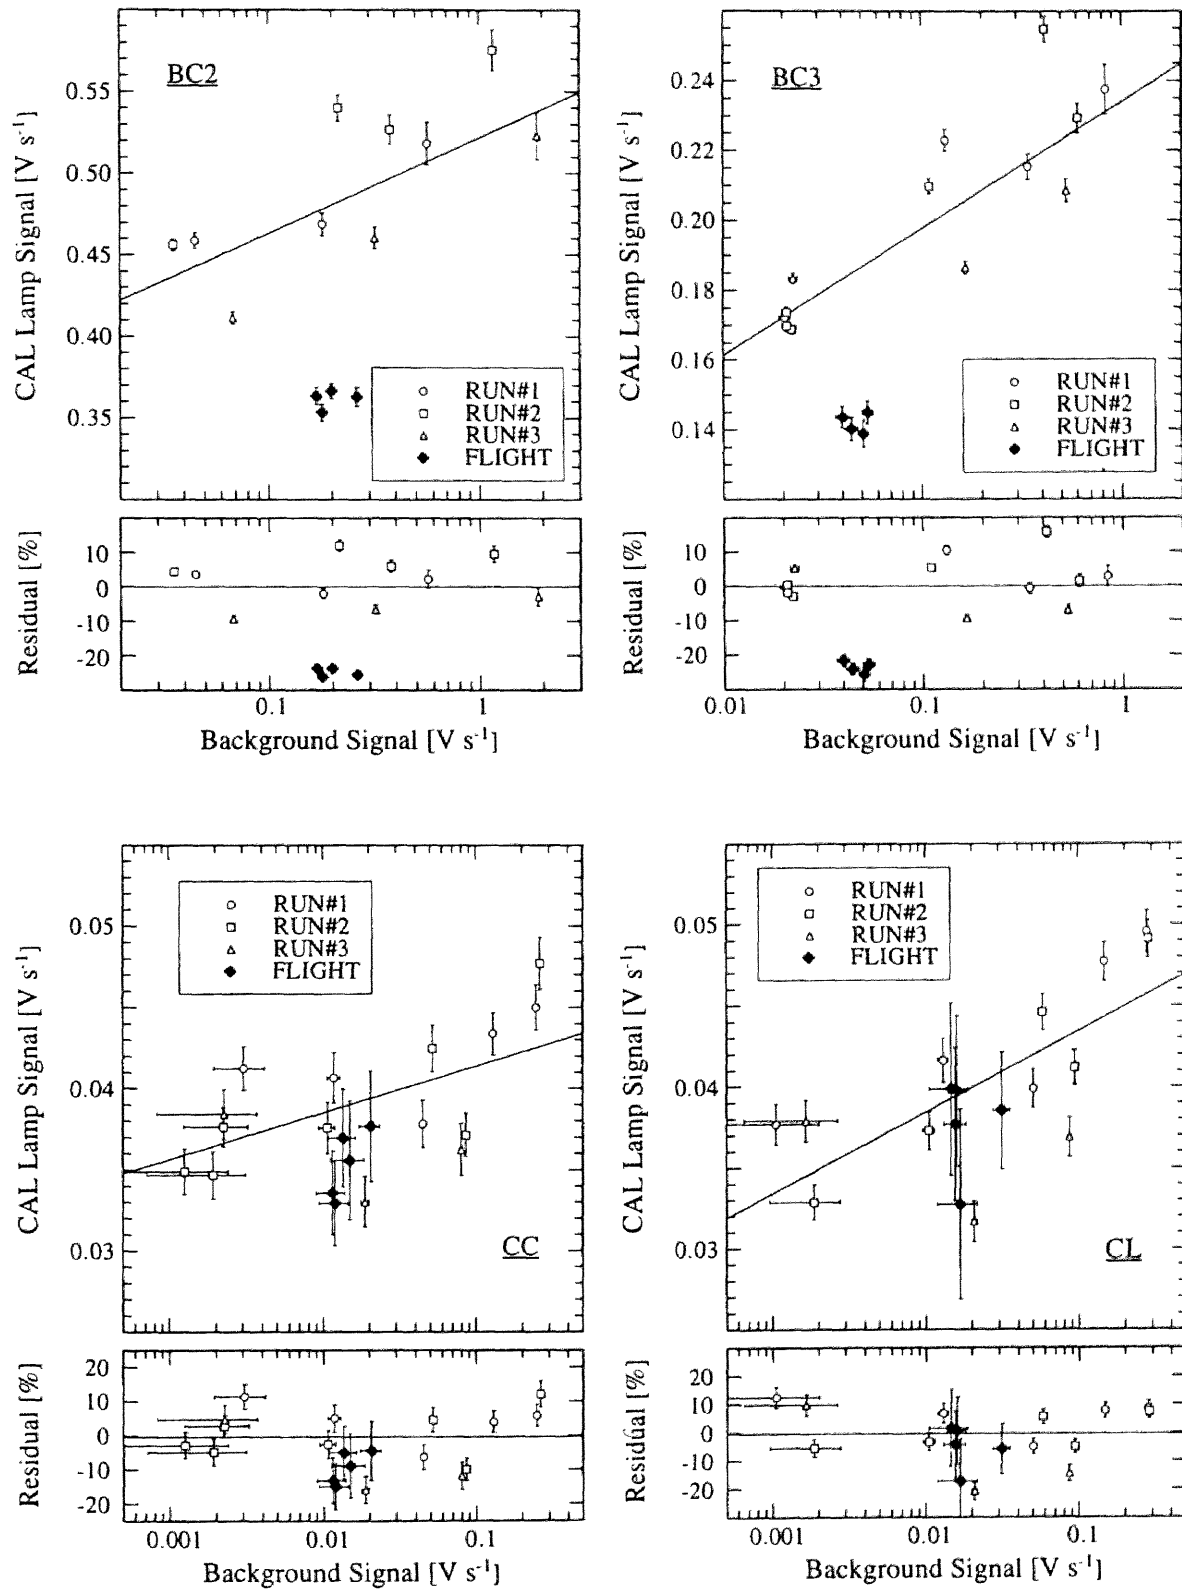 BC2
CAL Lamp Signal [V s-1]
0.55
0.50
0.45
0.40
0.35
RUN#1
RUN#2
RUN#3
FLIGHT
Residual [%]
10
0
-10
-20
0.1
1
Background Signal [V s-1]
BC3
CAL Lamp Signal [V s-1]
0.24
0.22
0.20
0.18
0.16
0.14
RUN#1
RUN#2
RUN#3
FLIGHT
Residual [%]
10
0
-10
-20
0.01
0.1
1
Background Signal [V s-1]
RUN#1
RUN#2
RUN#3
FLIGHT
CAL Lamp Signal [V s-1]
0.05
0.04
0.03
CC
Residual [%]
20
10
0
-10
-20
0.001
0.01
0.1
Background Signal [V s-1]
RUN#1
RUN#2
RUN#3
FLIGHT
CAL Lamp Signal [V s-1]
0.05
0.04
0.03
CL
Residual [%]
20
10
0
-10
-20
0.001
0.01
0.1
Background Signal [V s-1]